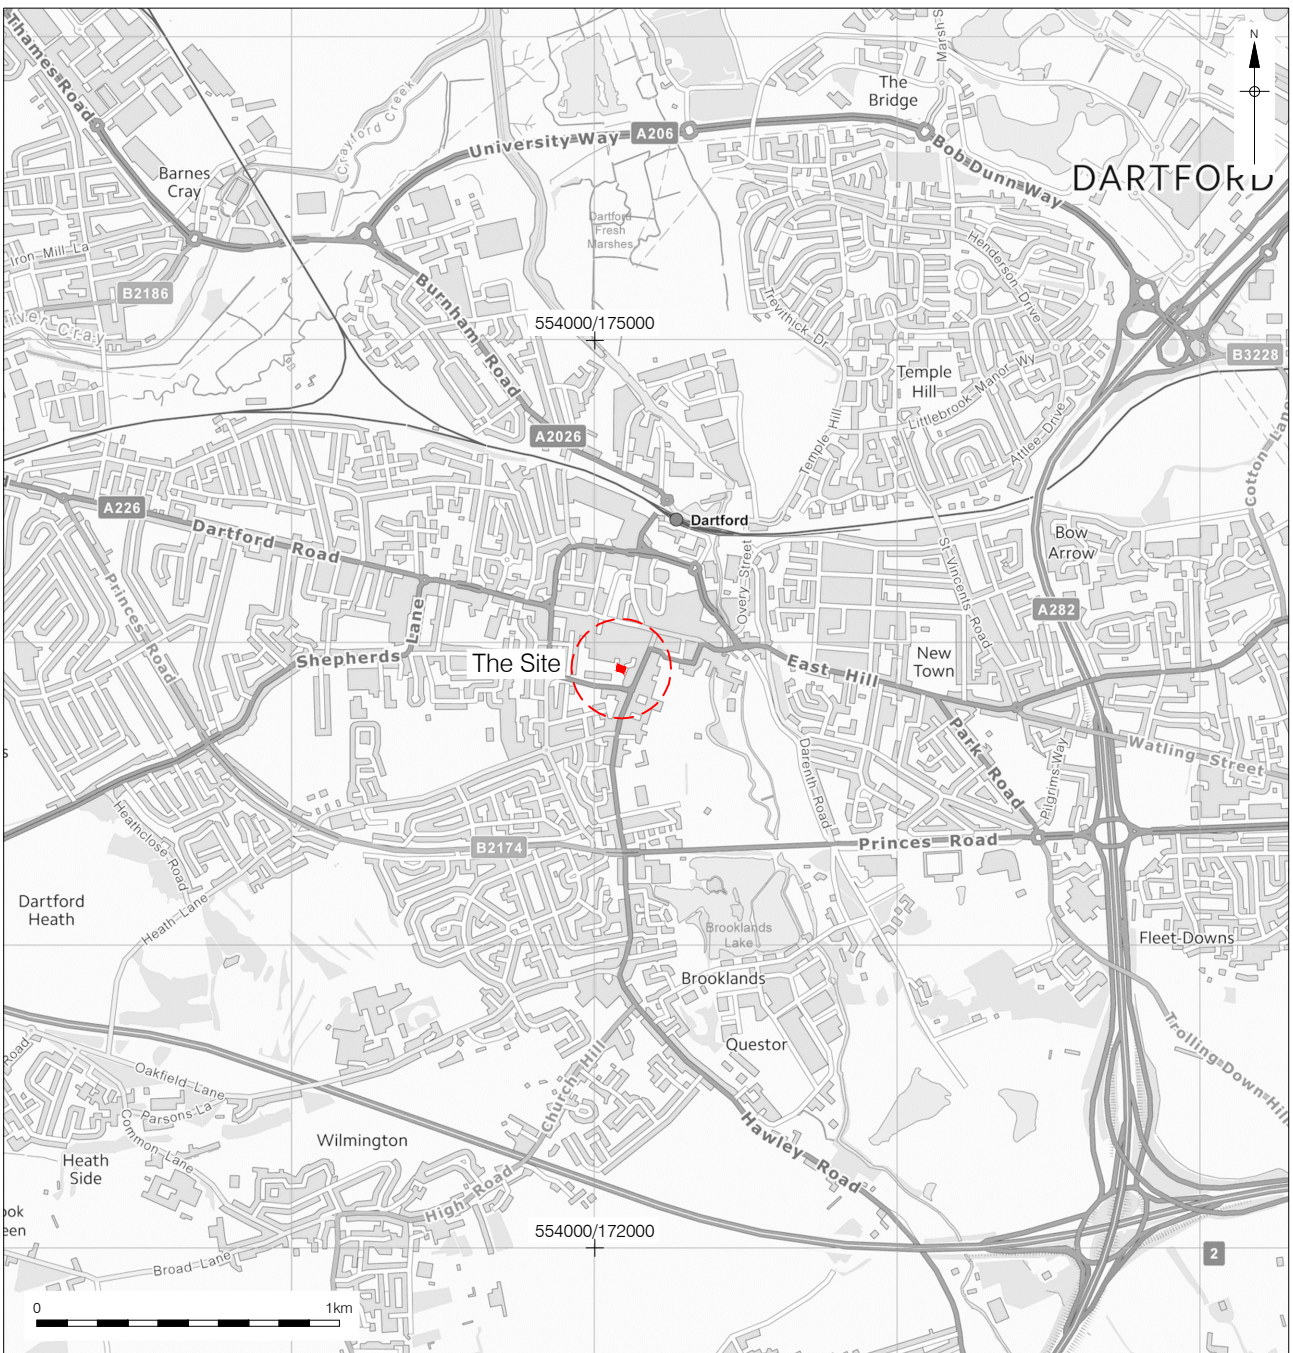 Thames Road
Marsh S
N
The
Bridge
Crayford Creek
University Way
A206
Bob Dunn Way
DARTFORD
Barnes
Cray
Dartford
Fresh
Marshes
Iron Mill La
Henderson Drive
B2186
Burnham Road
Trevithick Dr
iver Cray
554000/175000
B3228
Temple
Hill
Littlebrook Manor Wy
A2026
Temple Hill
Attlee Drive
Cotton Lane
A226
Dartford Road
Dartford
Bow
Arrow
St Vincents Road
Overy Street
Princes Road
A282
Shepherds Lane
The Site
East Hill
New
Town
Park Road
Pilgrims Way
Watling Street
s
Darenth Road
Heathclose Road
B2174
Princes Road
Dartford
Heath
Heath Lane
Brooklands
Lake
Fleet-Downs
Brooklands
Questor
Trolling Down Hill
Road
Oakfield Lane
Parsons La
Common Lane
Church Hill
Wilmington
Hawley Road
Heath
Side
High Road
ook
een
554000/172000
Broad Lane
2
0 1km